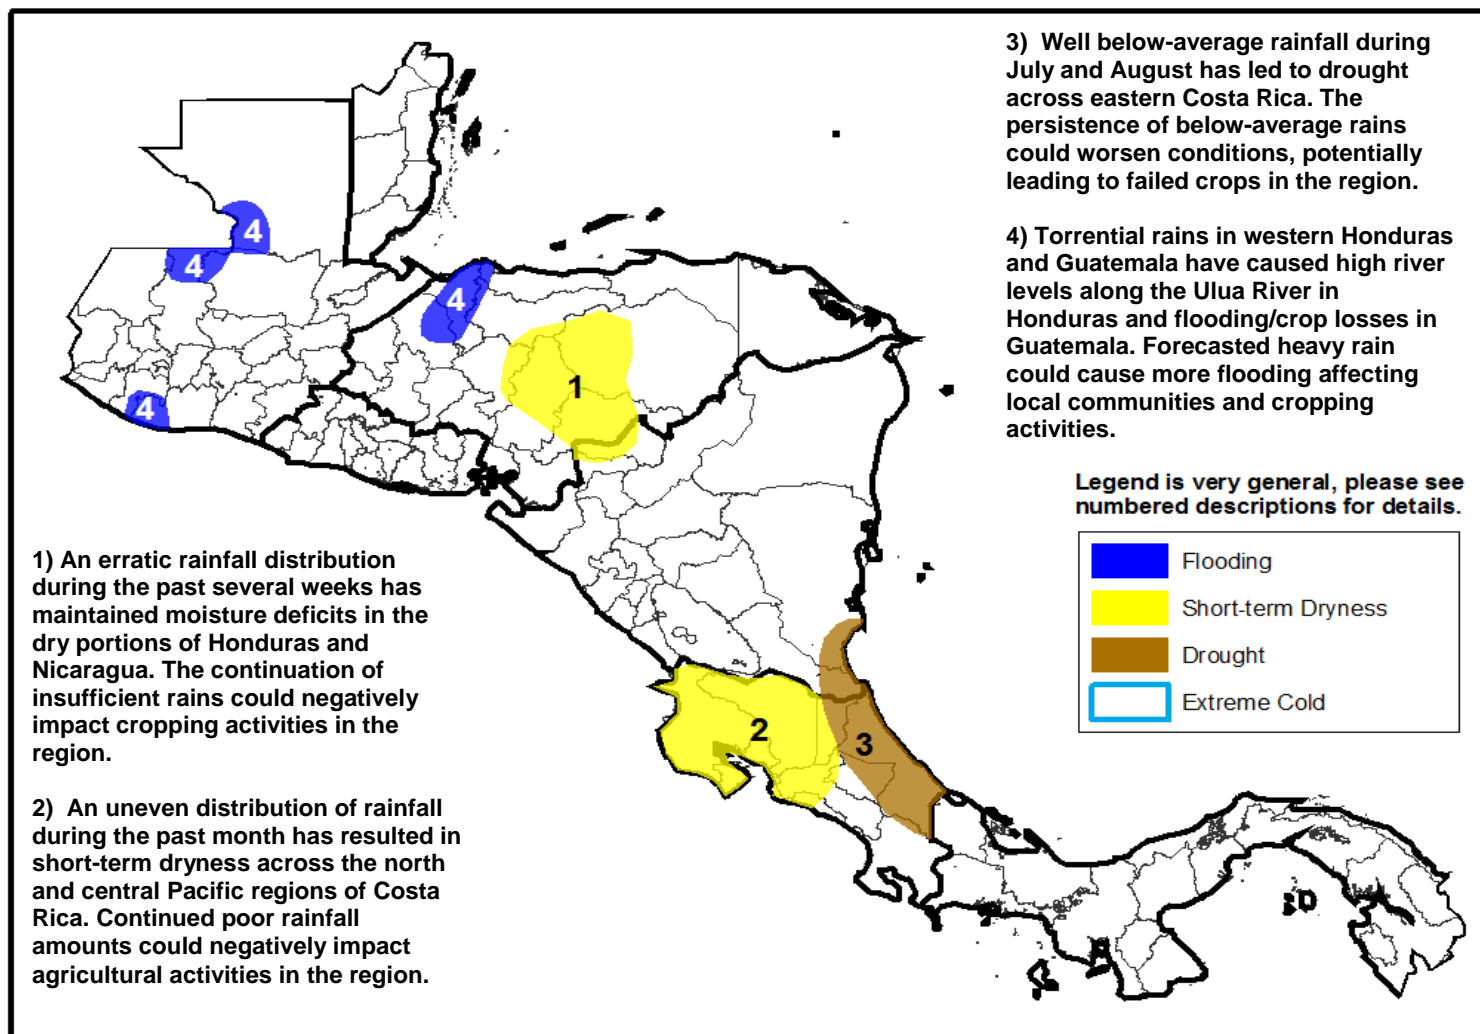 3) Well below-average rainfall during
July and August has led to drought
across eastern Costa Rica. The
persistence of below-average rains
could worsen conditions, potentially
leading to failed crops in the region.
4) Torrential rains in western Honduras
and Guatemala have caused high river
levels along the Ulua River in
Honduras and flooding/crop losses in
Guatemala. Forecasted heavy rain
could cause more flooding affecting
local communities and cropping
activities.
4
4
4
4
1
2
3
Legend is very general, please see
numbered descriptions for details.
Flooding
Short-term Dryness
Drought
Extreme Cold
1) An erratic rainfall distribution
during the past several weeks has
maintained moisture deficits in the
dry portions of Honduras and
Nicaragua. The continuation of
insufficient rains could negatively
impact cropping activities in the
region.
2) An uneven distribution of rainfall
during the past month has resulted in
short-term dryness across the north
and central Pacific regions of Costa
Rica. Continued poor rainfall
amounts could negatively impact
agricultural activities in the region.